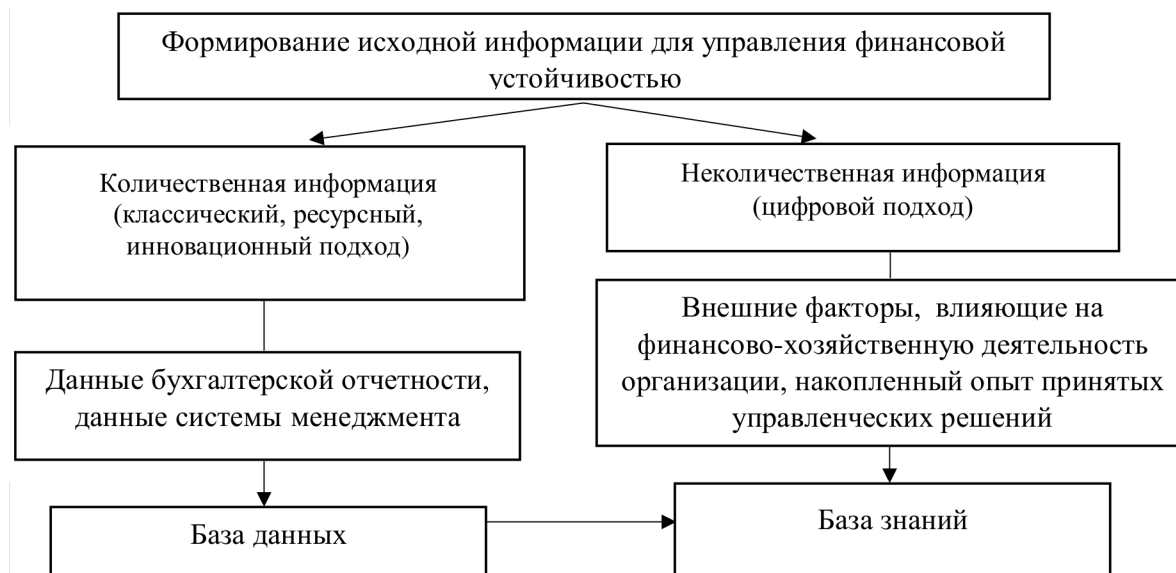 Формирование исходной информации для управления финансовой
устойчивостью
Количественная информация
(классический, ресурсный,
инновационный подход)
Неколичественная информация
(цифровой подход)
Данные бухгалтерской отчетности,
данные системы менеджмента
Внешние факторы, влияющие на
финансово-хозяйственную деятельность
организации, накопленный опыт принятых
управленческих решений
База данных
База знаний